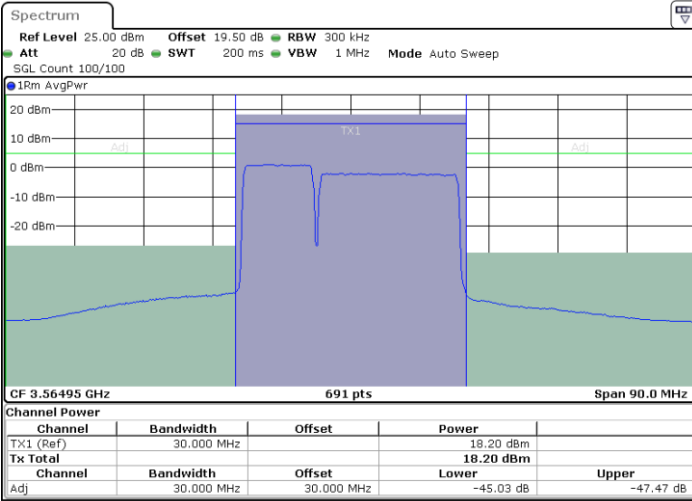 Spectrum
Ref Level 25.00 dBm Offset 19.50 dB RBW 300 kHz
Att 20 dB SWT 200 ms VBW 1 MHz Mode Auto Sweep
SGL Count 100/100
1Rm AvgPwr
20 dBm
TX1
10 dBm
Adj
Adj
0 dBm
-10 dBm
-20 dBm
CF 3.56495 GHz 691 pts Span 90.0 MHz
Channel Power
Channel Bandwidth Offset Power
TX1 (Ref) 30.000 MHz 18.20 dBm
Tx Total 18.20 dBm
Channel Bandwidth Offset Lower Upper
Adj 30.000 MHz 30.000 MHz -45.03 dB -47.47 dB